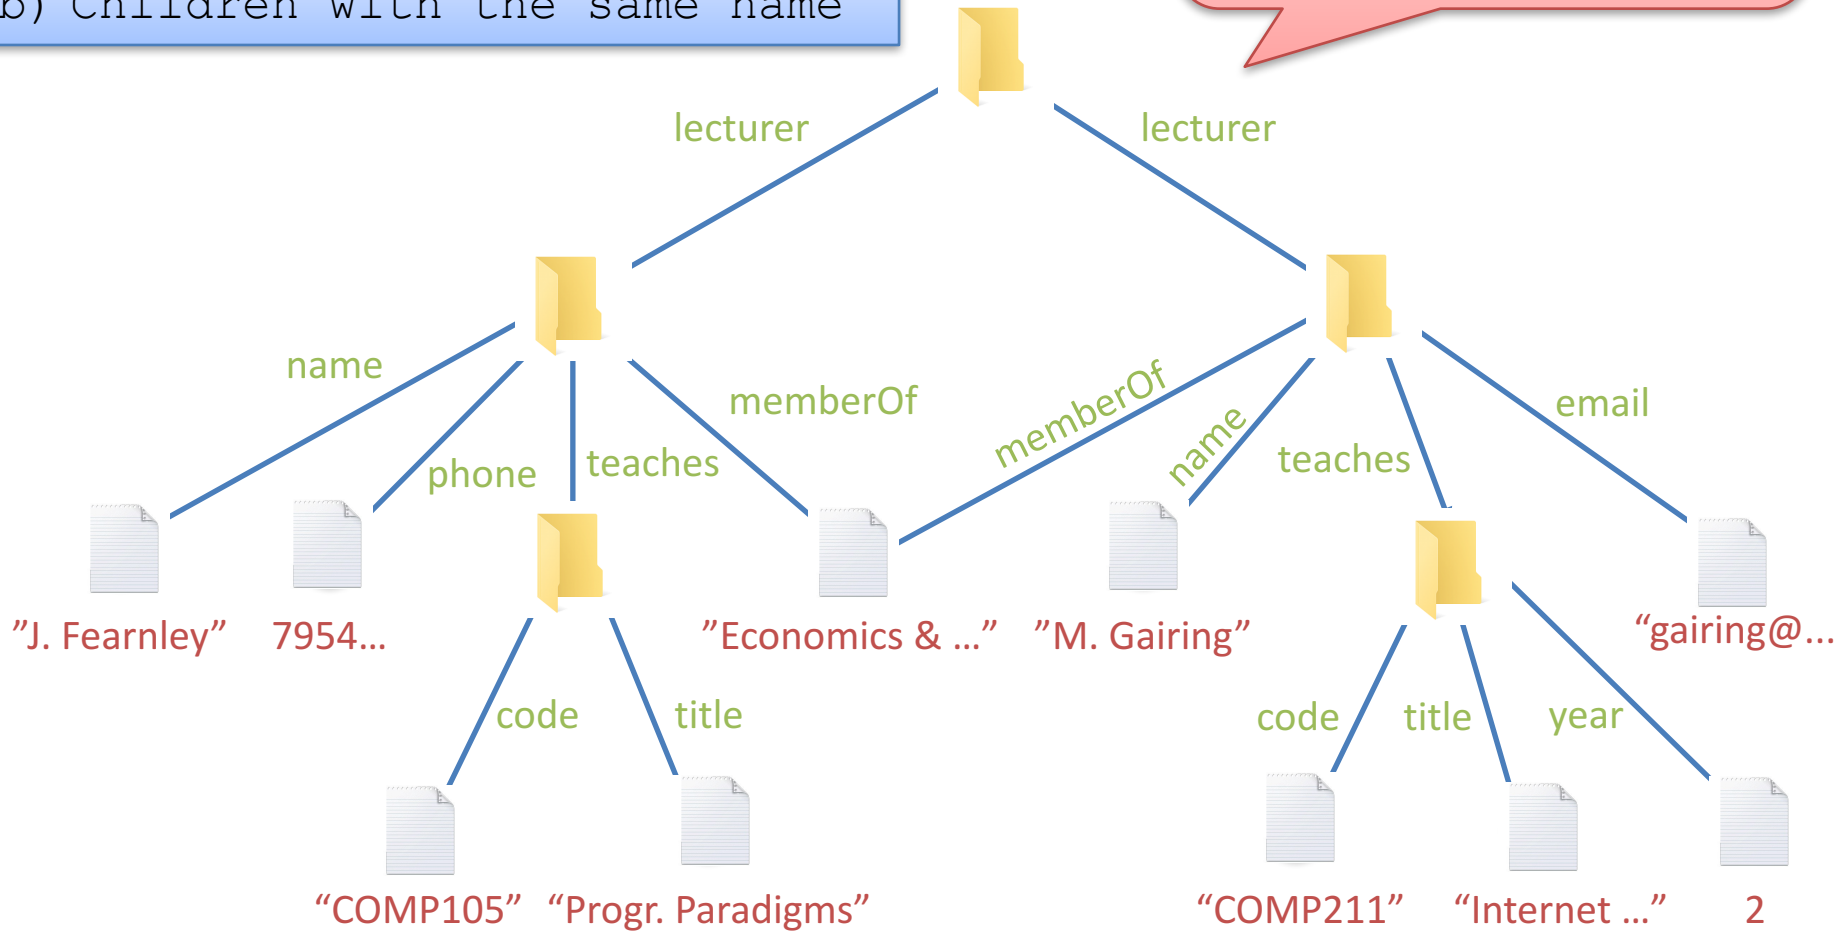 b) Children with the same name
lecturer
lecturer
name
memberOf
memberOf
email
name
phone
teaches
teaches
”J. Fearnley”
7954…
”Economics & …”
”M. Gairing”
“gairing@...
code
title
code
title
year
“COMP105”
“Progr. Paradigms”
“COMP211”
“Internet …”
2